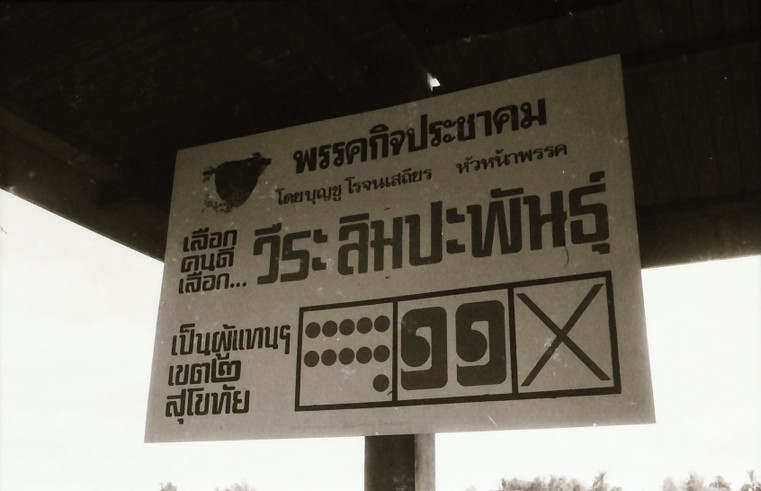 พรรคกิจประชาคม
โดย บุญชู โรจนเสถียร หัวหน้าพรรค
เลือก
คนดี
เลือก...
วีระ ลิมปะพันธุ์
เป็นผู้แทนฯ
เขต๒
สุโขทัย
๑๑